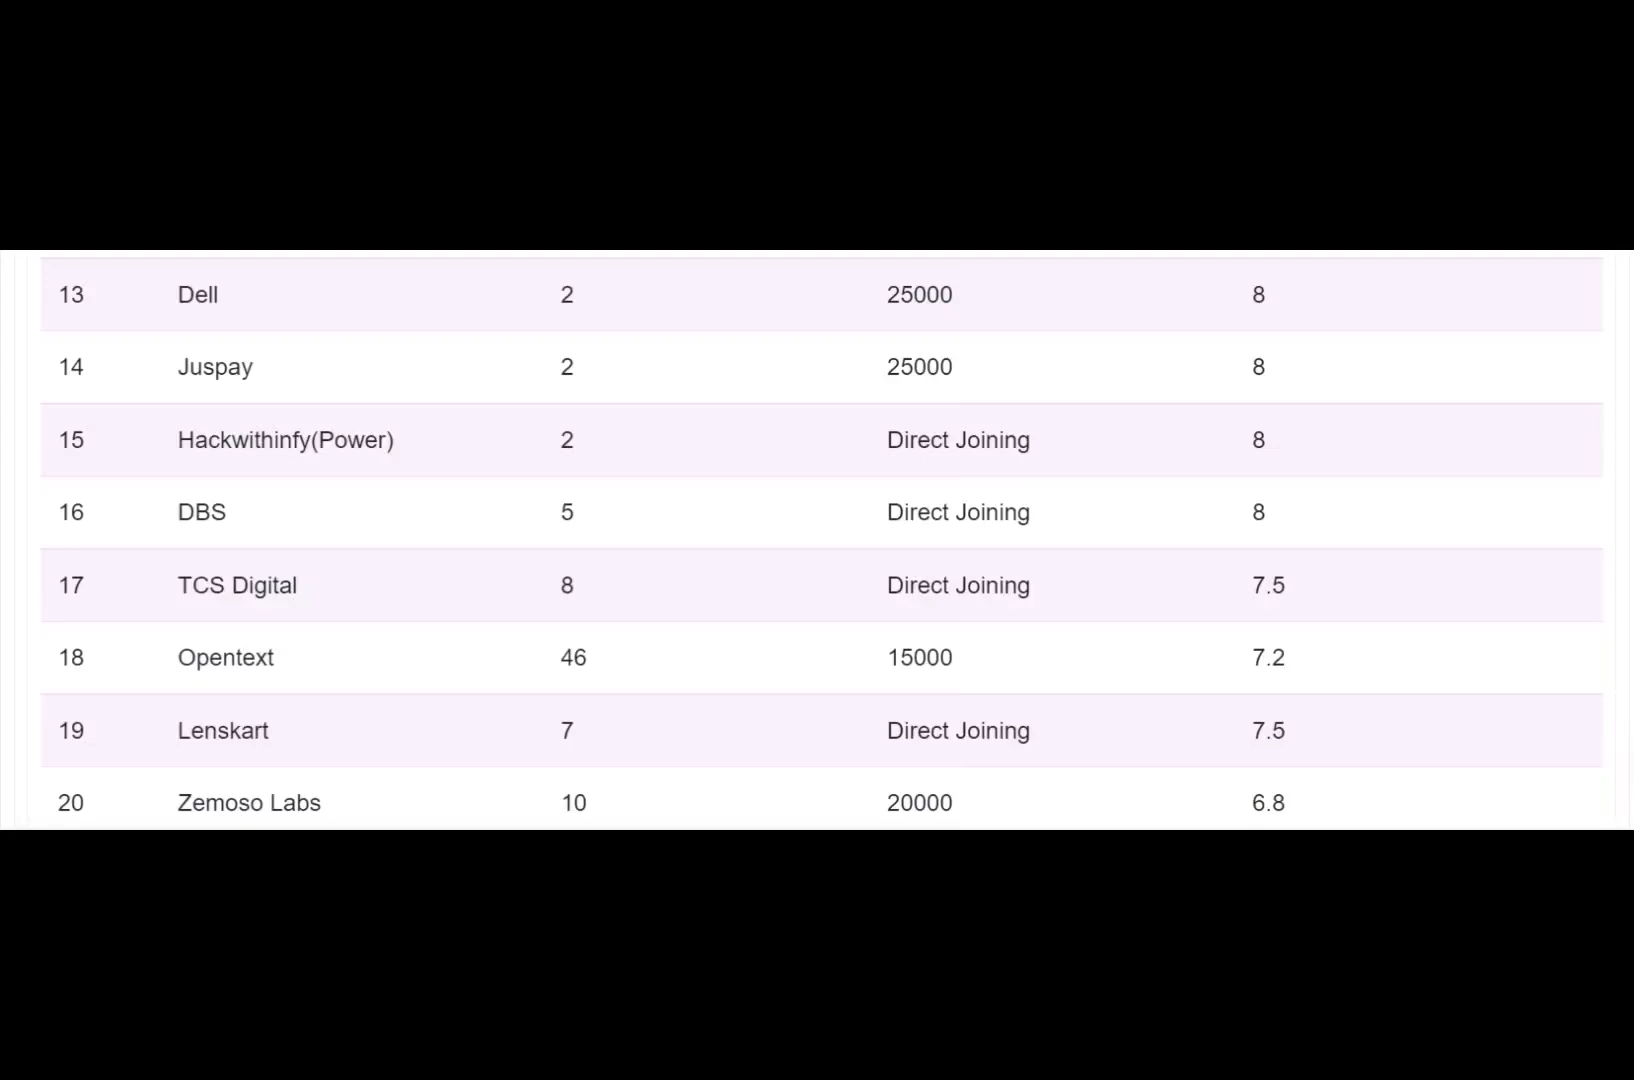 13 Dell 2 25000 8
14 Juspay 2 25000 8
15 Hackwithinfy(Power) 2 Direct Joining 8
16 DBS 5 Direct Joining 8
17 TCS Digital 8 Direct Joining 7.5
18 Opentext 46 15000 7.2
19 Lenskart 7 Direct Joining 7.5
20 Zemoso Labs 10 20000 6.8